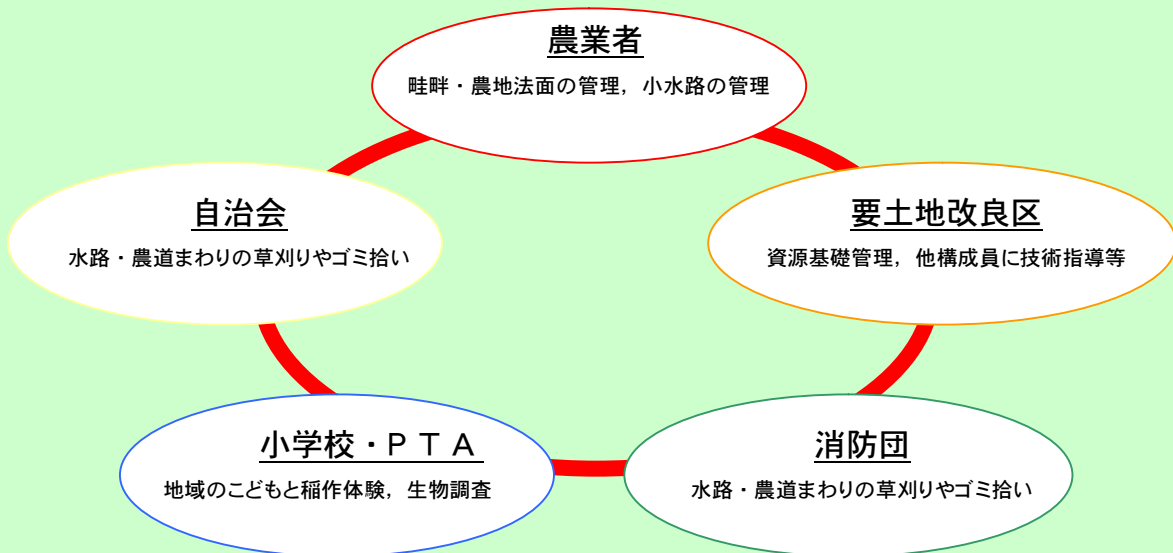 農業者
畦畔・農地法面の管理，小水路の管理
自治会
水路・農道まわりの草刈りやゴミ拾い
要土地改良区
資源基礎管理，他構成員に技術指導等
小学校・ＰＴＡ
地域のこどもと稲作体験，生物調査
消防団
水路・農道まわりの草刈りやゴミ拾い